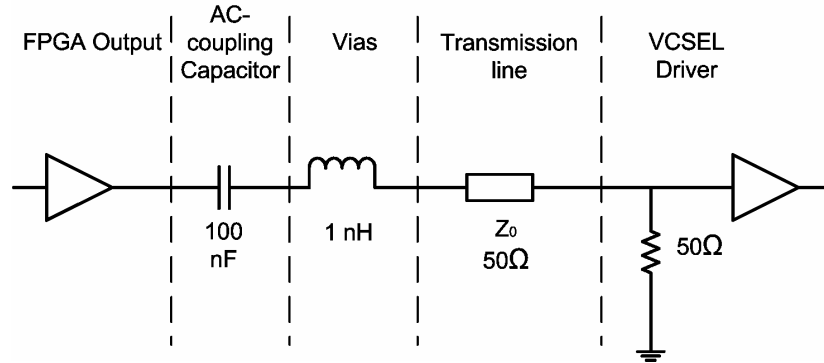 FPGA Output
AC-
coupling
Capacitor
Vias
Transmission
line
VCSEL
Driver
100
nF
1 nH
Z₀
50Ω
50Ω